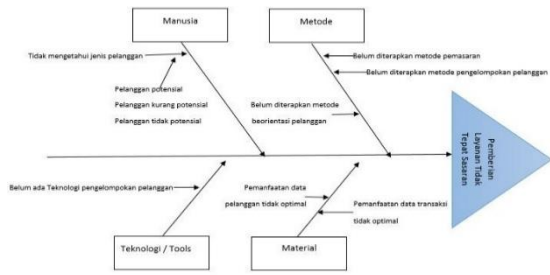 Manusia
Metode
Tidak mengetahui jenis pelanggan
Pelanggan potensial
Pelanggan kurang potensial
Pelanggan tidak potensial
Belum diterapkan metode pemasaran
Belum diterapkan metode pengelompokan pelanggan
Belum diterapkan metode
beorientasi pelanggan
Pemberian
Layanan Tidak
Tepat Sasaran
Belum ada Teknologi pengelompokan pelanggan
Pemanfaatan data
pelanggan tidak optimal
Pemanfaatan data transaksi
tidak optimal
Teknologi / Tools
Material